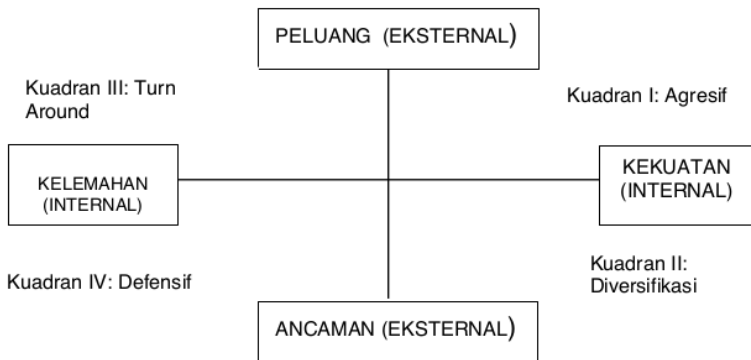 PELUANG (EKSTERNAL)
Kuadran III: Turn
Around
Kuadran I: Agresif
KELEMAHAN
(INTERNAL)
KEKUATAN
(INTERNAL)
Kuadran IV: Defensif
Kuadran II:
Diversifikasi
ANCAMAN (EKSTERNAL)